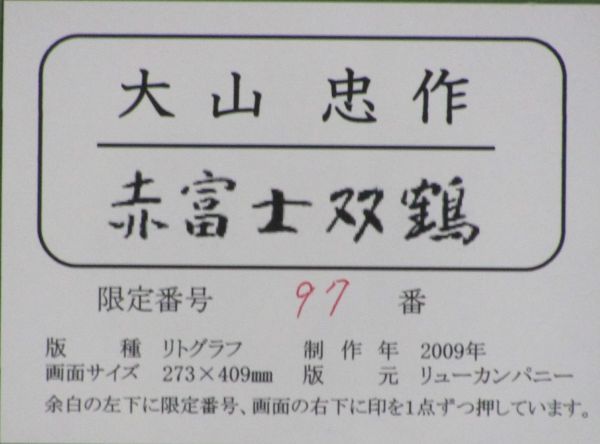 大山 忠作
赤富士双鶴
限定番号 97 番
版種 リトグラフ 制作年 2009年
画面サイズ 273×409mm 版元 リューカンパニー
余白の左下に限定番号、画面の右下に印を1点ずつ押しています。